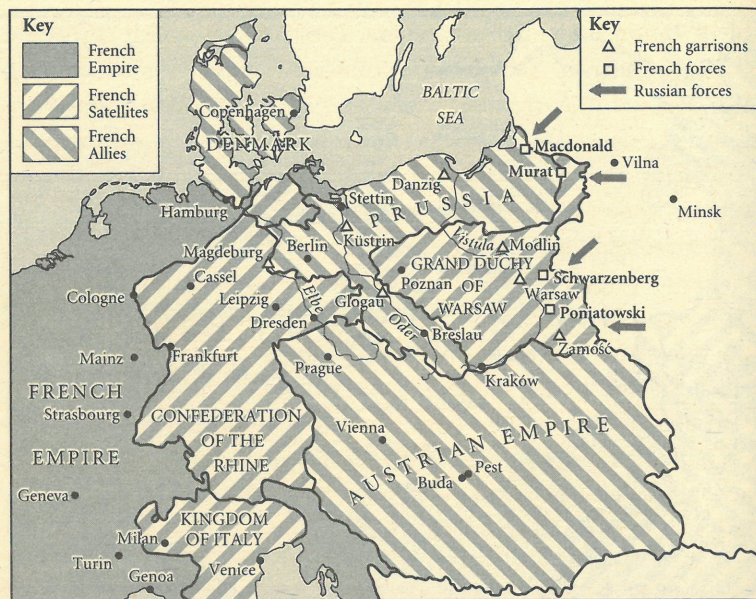 Key
French
Empire
French
Satellites
French
Allies
Key
French garrisons
French forces
Russian forces
BALTIC
SEA
Copenhagen
DENMARK
Macdonald
Murat
Vilna
Minsk
Danzig
Stettin
PRUSSIA
Hamburg
Küstrin
Vistula
Modlin
Magdeburg
Berlin
GRAND DUCHY
OF
WARSAW
Poznan
Schwarzenberg
Warsaw
Cassel
Cologne
Leipzig
Elbe
Glogau
Poniatowski
Dresden
Oder
Breslau
Zamość
Mainz
Frankfurt
Prague
Kraków
FRENCH
EMPIRE
Strasbourg
CONFEDERATION
OF THE
RHINE
Vienna
AUSTRIAN EMPIRE
Pest
Buda
Geneva
KINGDOM
OF ITALY
Milan
Turin
Venice
Genoa